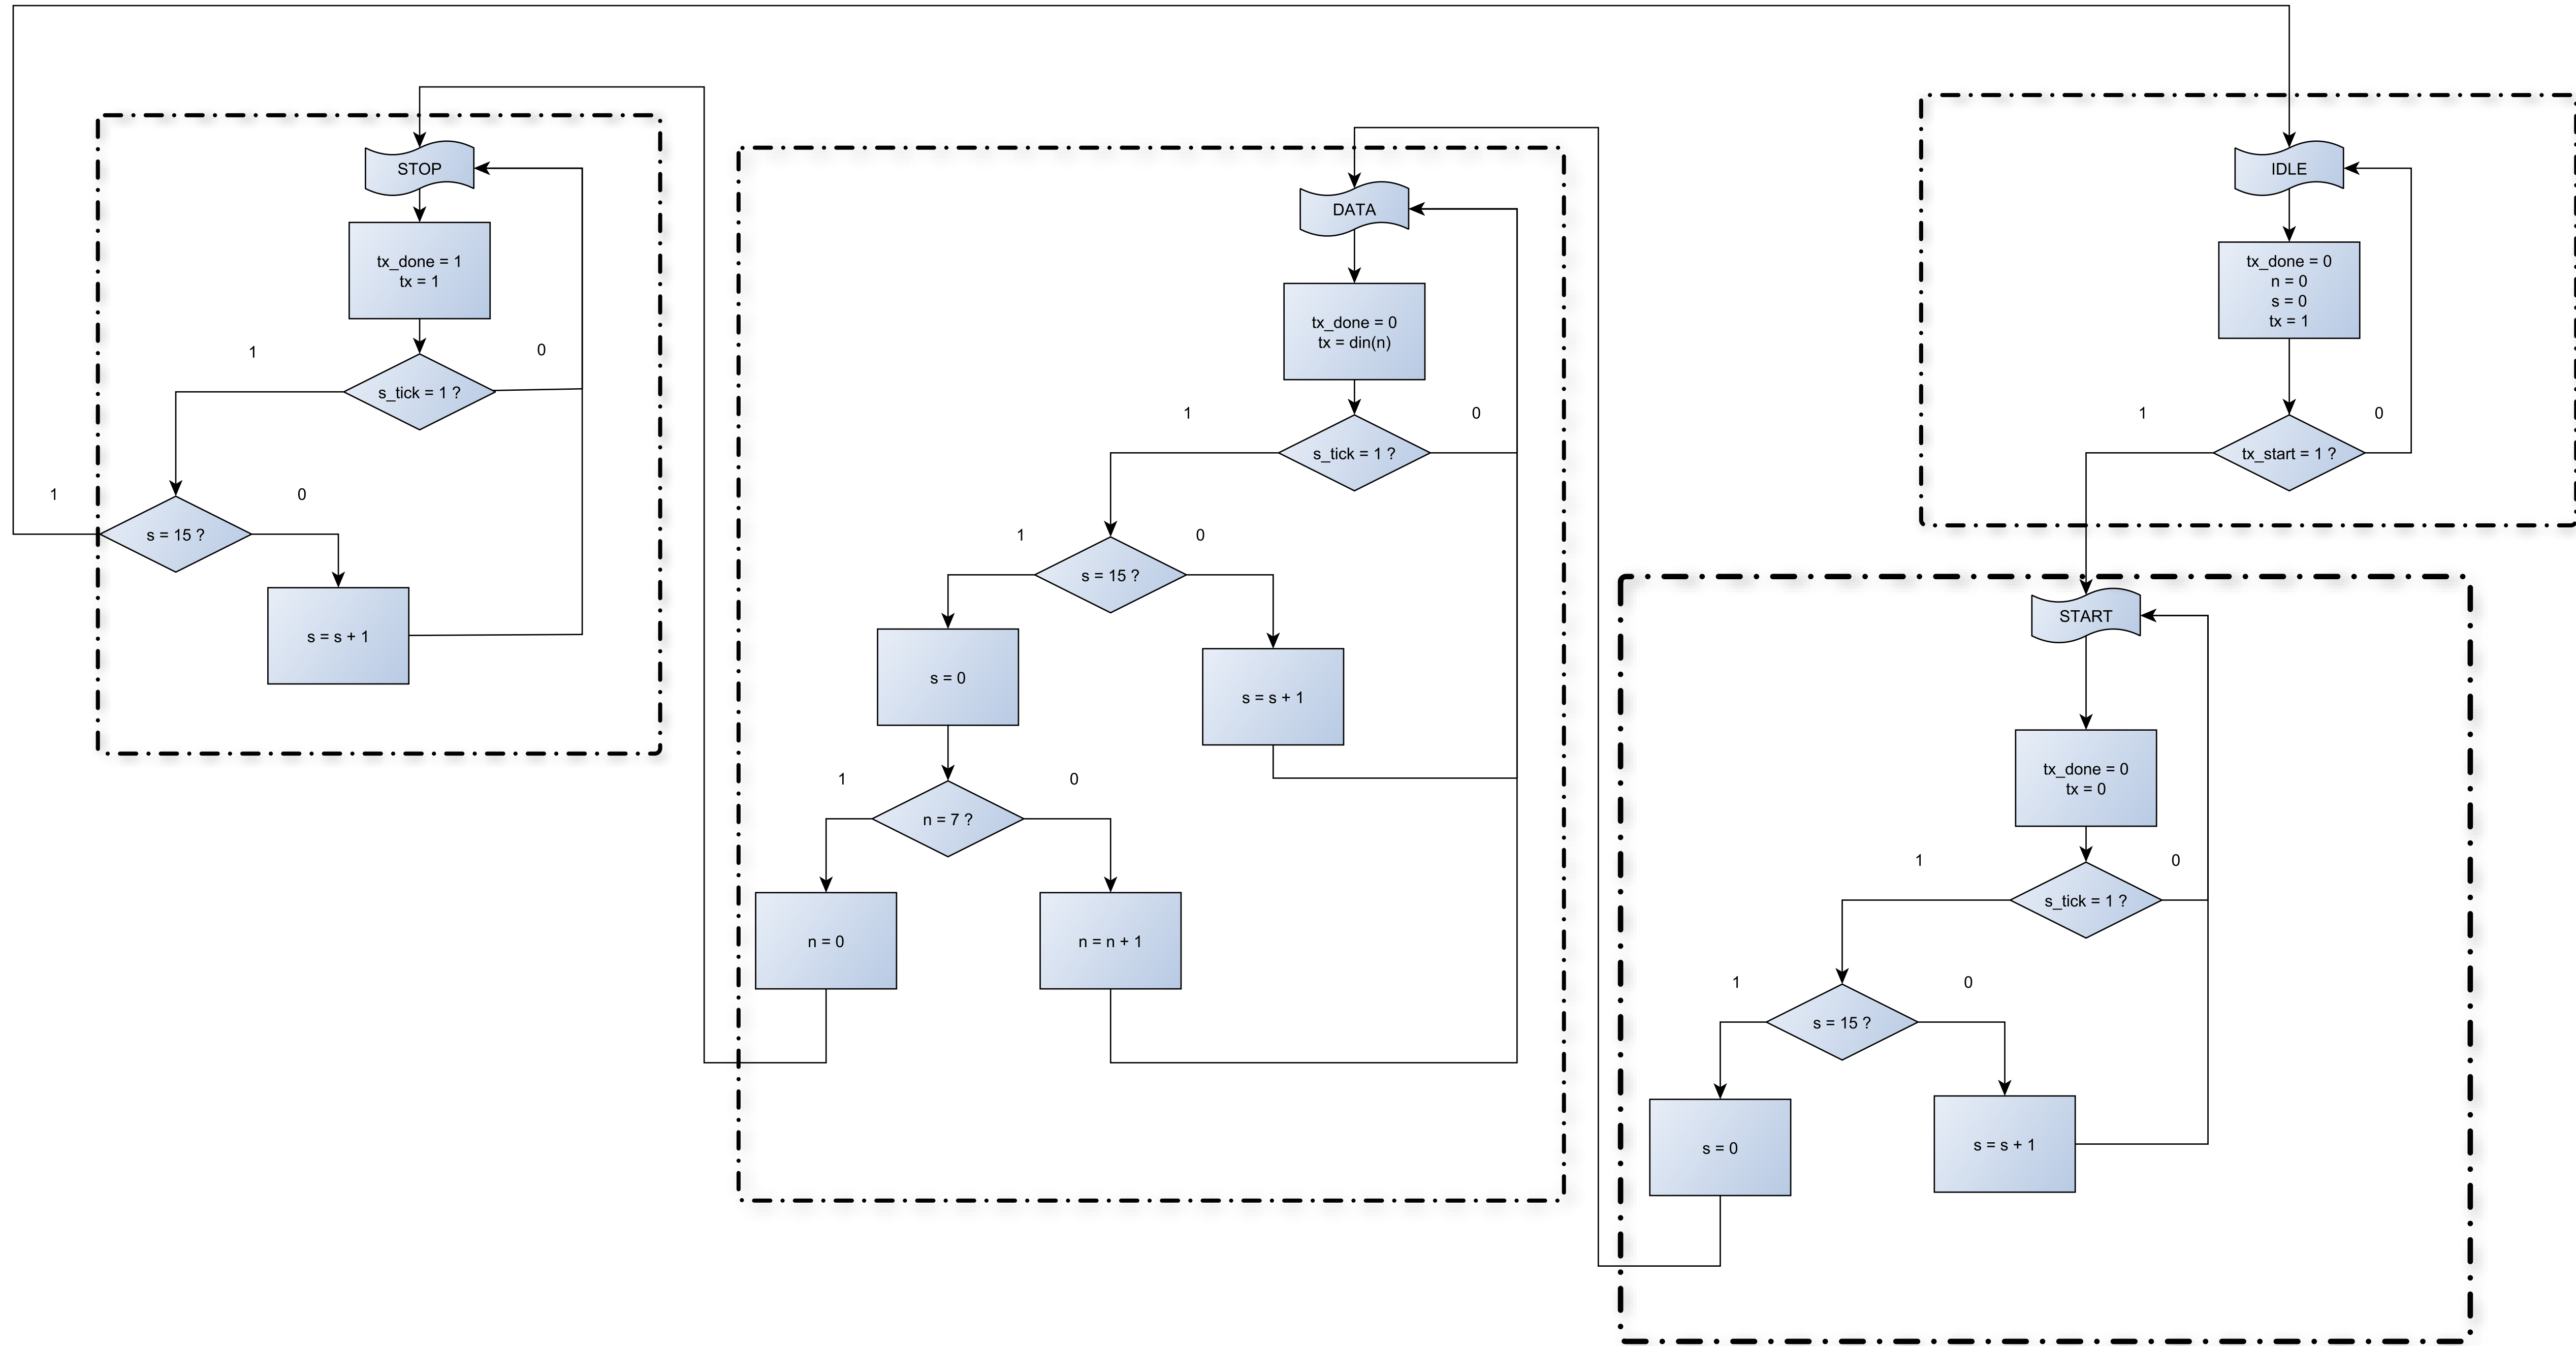 STOP
tx_done = 1
tx = 1
1
0
s_tick = 1 ?
1
0
s = 15 ?
s = s + 1
DATA
tx_done = 0
tx = din(n)
1
0
s_tick = 1 ?
1
0
s = 15 ?
s = 0
s = s + 1
1
0
n = 7 ?
n = 0
n = n + 1
IDLE
tx_done = 0
n = 0
s = 0
tx = 1
1
0
tx_start = 1 ?
START
tx_done = 0
tx = 0
1
0
s_tick = 1 ?
1
0
s = 15 ?
s = 0
s = s + 1